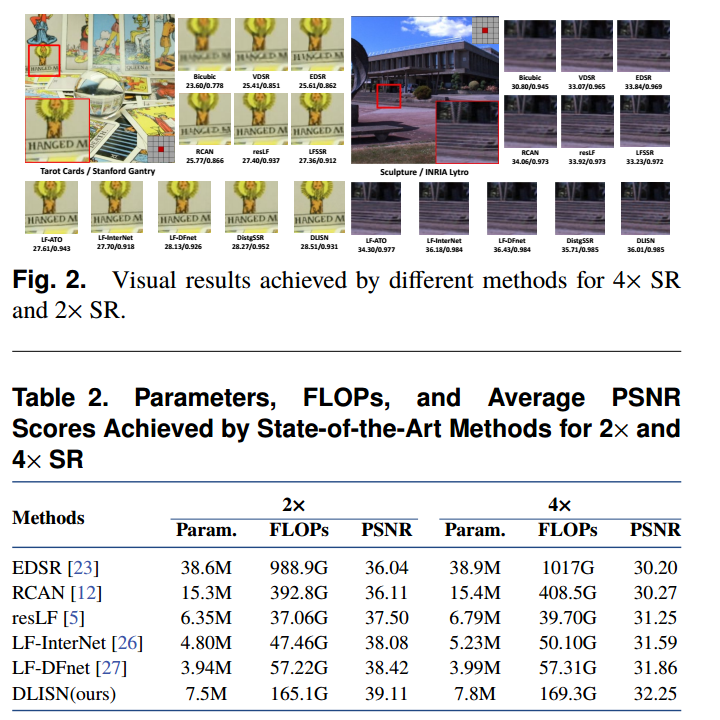 HANGED M
HANGED M
Bicubic VDSR EDSR
23.60/0.778 25.41/0.851 25.61/0.862
RCAN resLF LFSSR
25.77/0.866 27.40/0.937 27.36/0.912
Tarot Cards / Stanford Gantry
HANGED M HANGED M HANGED M HANGED M HANGED M
LF-ATO LF-InterNet LF-DFnet DistgSSR DLISN
27.61/0.943 27.70/0.918 28.13/0.926 28.27/0.952 28.51/0.931
Bicubic VDSR EDSR
30.80/0.945 33.07/0.965 33.84/0.969
RCAN resLF LFSSR
34.06/0.973 33.92/0.973 33.23/0.972
Sculpture / INRIA Lytro
LF-ATO LF-InterNet LF-DFnet DistgSSR DLISN
34.30/0.977 36.18/0.984 36.43/0.984 35.71/0.985 36.01/0.985
Fig. 2. Visual results achieved by different methods for 4× SR
and 2× SR.
Table 2. Parameters, FLOPs, and Average PSNR
Scores Achieved by State-of-the-Art Methods for 2× and
4× SR
Methods 2× 4×
Param. FLOPs PSNR Param. FLOPs PSNR
EDSR [23] 38.6M 988.9G 36.04 38.9M 1017G 30.20
RCAN [12] 15.3M 392.8G 36.11 15.4M 408.5G 30.27
resLF [5] 6.35M 37.06G 37.50 6.79M 39.70G 31.25
LF-InterNet [26] 4.80M 47.46G 38.08 5.23M 50.10G 31.59
LF-DFnet [27] 3.94M 57.22G 38.42 3.99M 57.31G 31.86
DLISN(ours) 7.5M 165.1G 39.11 7.8M 169.3G 32.25